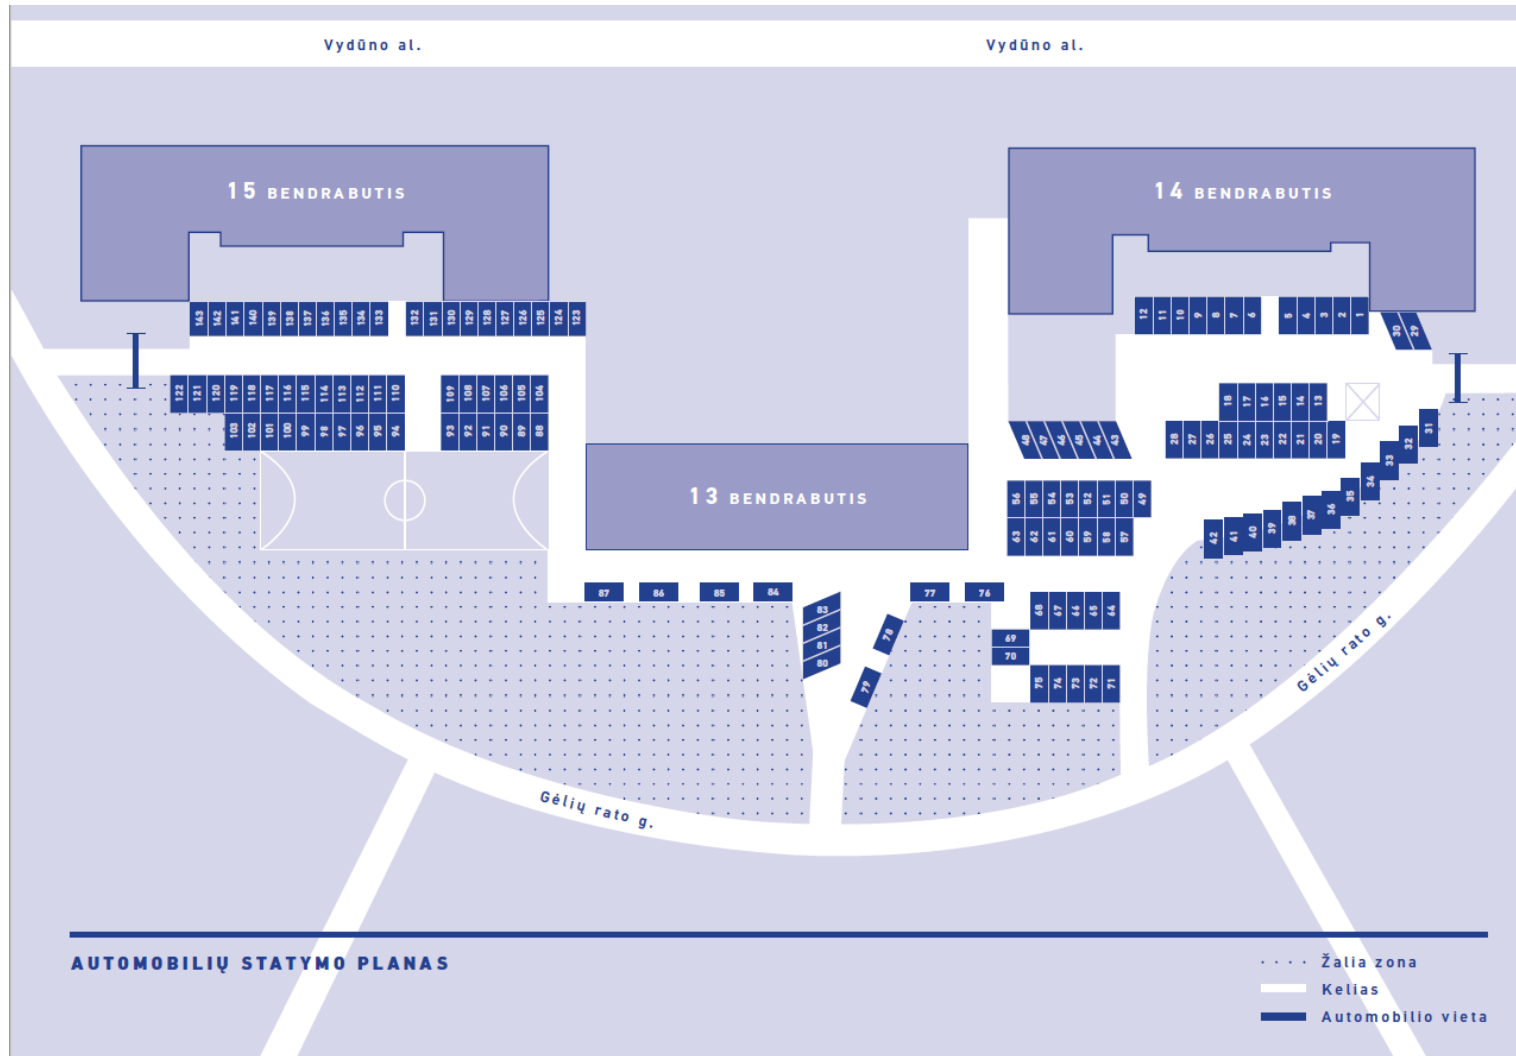 Vydūno al.
Vydūno al.
15 BENDRABUTIS
14 BENDRABUTIS
143 142 141 140 139 138 137 136 135 134 133
132 131 130 129 128 127 126 125 124 123
12 11 10 9 8 7 6
5 4 3 2 1
30 29
122 121 120 119 118 117 116 115 114 113 112 111 110
109 108 107 106 105 104
103 102 101 100 99 98 97 96 95 94
93 92 91 90 89 88
18 17 16 15 14 13
28 27 26 25 24 23 22 21 20 19
48 47 46 45 44 43
31
32
33
34
35
36
37
38
39
40
41
42
13 BENDRABUTIS
56 55 54 53 52 51 50 49
63 62 61 60 59 58 57
87 86 85 84
83
82
81
80
77 76
78
79
68 67 66 65 64
69
70
75 74 73 72 71
Gėlių rato g.
Gėlių rato g.
AUTOMOBILIŲ STATYMO PLANAS
Žalia zona
Kelias
Automobilio vieta